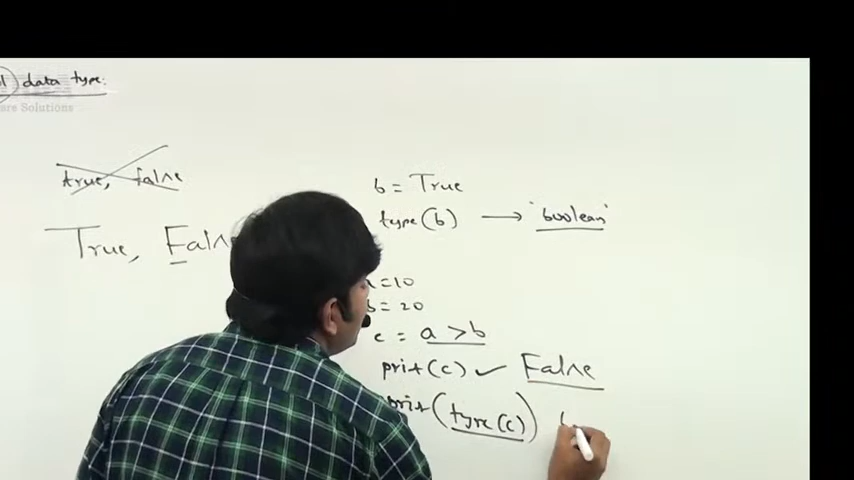 data type:
are Solutions
true, false
True, False
b = True
type(b) → 'boolean'
a=10
b= 20
c = a >b
print(c) ✓ False
print(type(c))